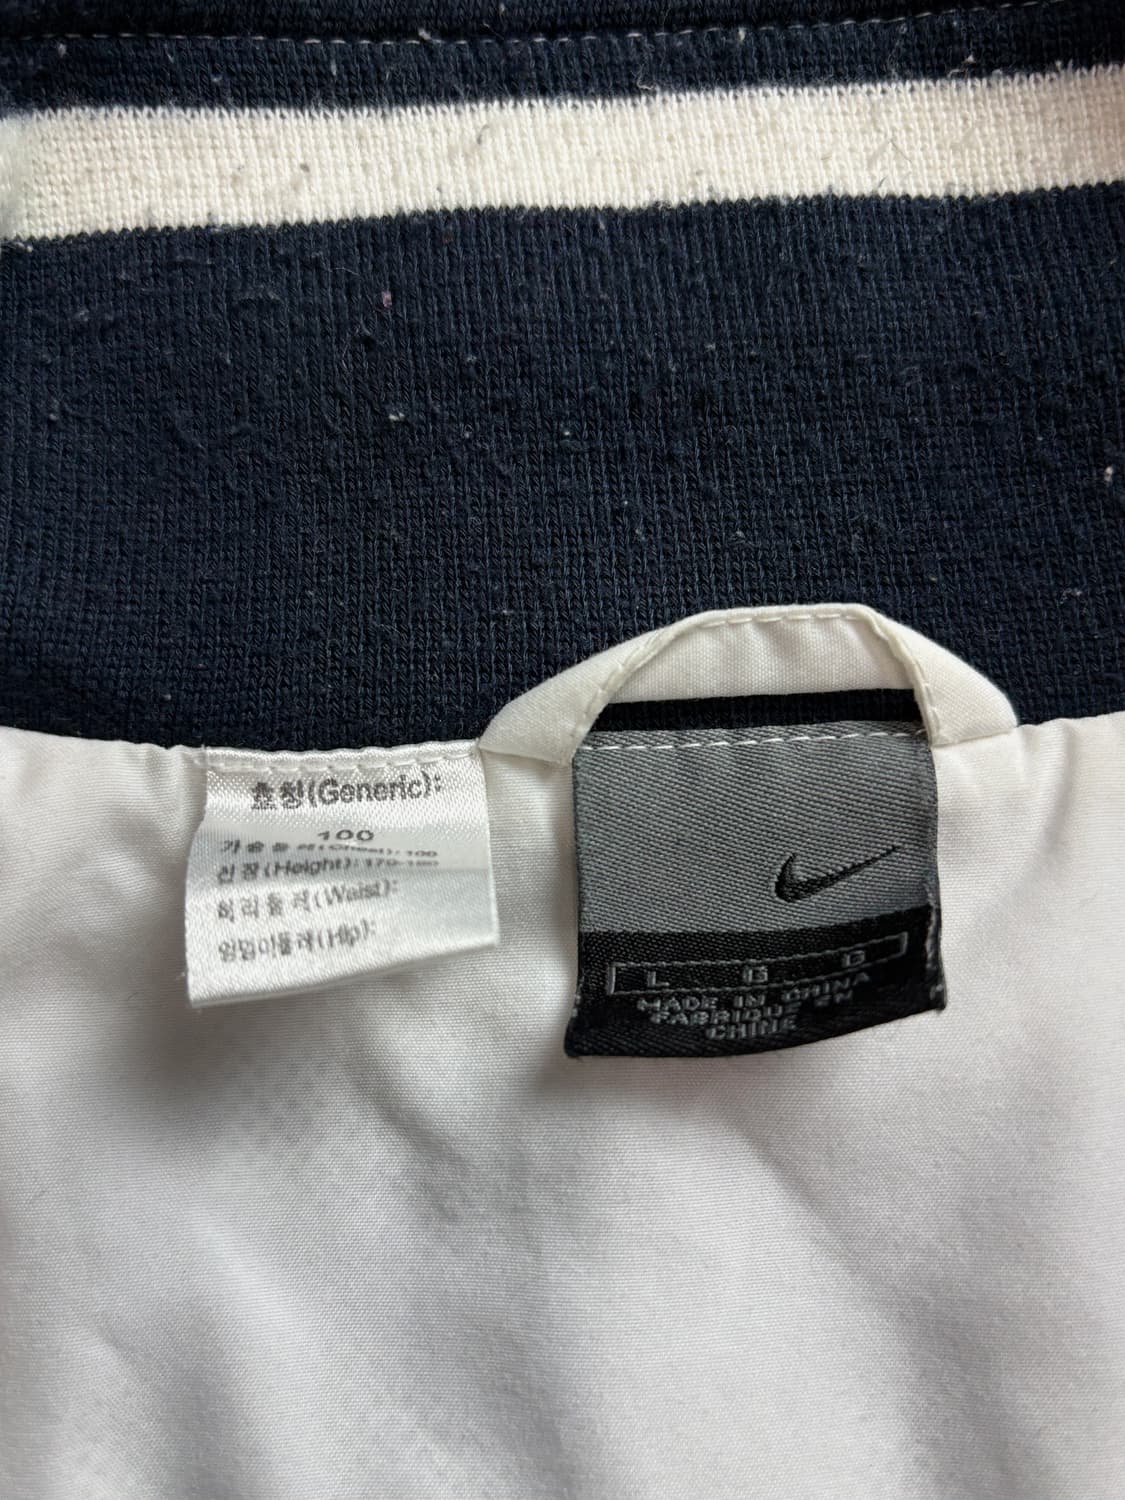 호칭(Generic):
100
가슴둘레(Chest): 100
신장(Height): 170-180
허리둘레(Waist):
엉덩이둘레(Hip):
L G G
MADE IN CHINA
FABRIQUÉ EN
CHINE